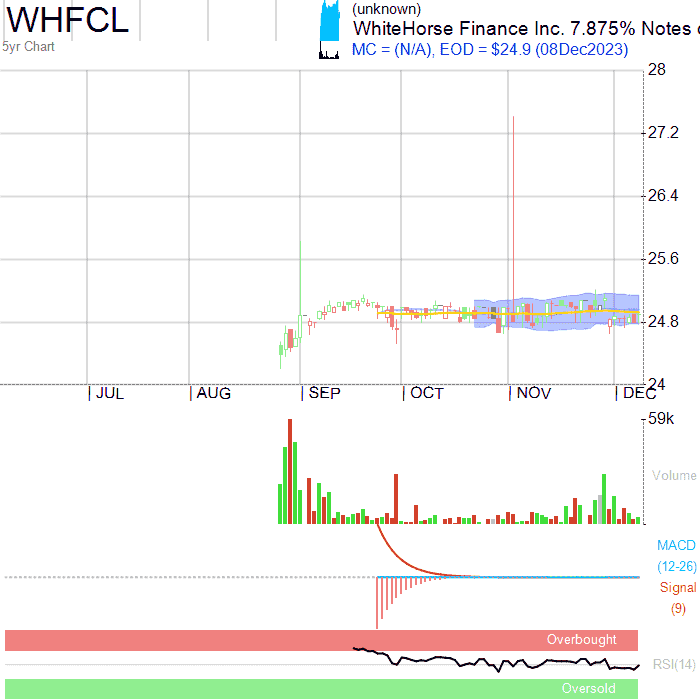 WHFCL
5yr Chart
(unknown)
WhiteHorse Finance Inc. 7.875% Notes
MC = (N/A), EOD = $24.9 (08Dec2023)
28
27.2
26.4
25.6
24.8
24
JUL AUG SEP OCT NOV DEC
59k
Volume
MACD
(12-26)
Signal
(9)
Overbought
RSI(14)
Oversold